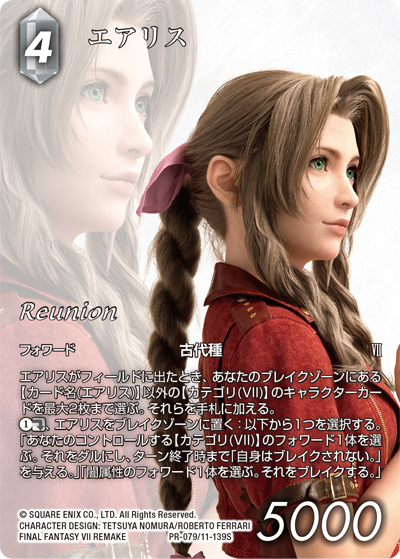 4
エアリス
Reunion
フォワード 古代種 Ⅶ
エアリスがフィールドに出たとき、あなたのブレイクゾーンにある
【カード名(エアリス)】以外の【カテゴリ(Ⅶ)】のキャラクターカー
ドを最大2枚まで選ぶ。それらを手札に加える。
①、エアリスをブレイクゾーンに置く:以下から1つを選択する。
「あなたのコントロールする【カテゴリ(Ⅶ)】のフォワード1体を選
ぶ。それをダルにし、ターン終了時まで「自身はブレイクされない。」
を与える。」「闇属性のフォワード1体を選ぶ。それをブレイクする。」
© SQUARE ENIX CO., LTD. All Rights Reserved.
CHARACTER DESIGN: TETSUYA NOMURA/ROBERTO FERRARI
FINAL FANTASY VII REMAKE PR-079/11-139S
5000